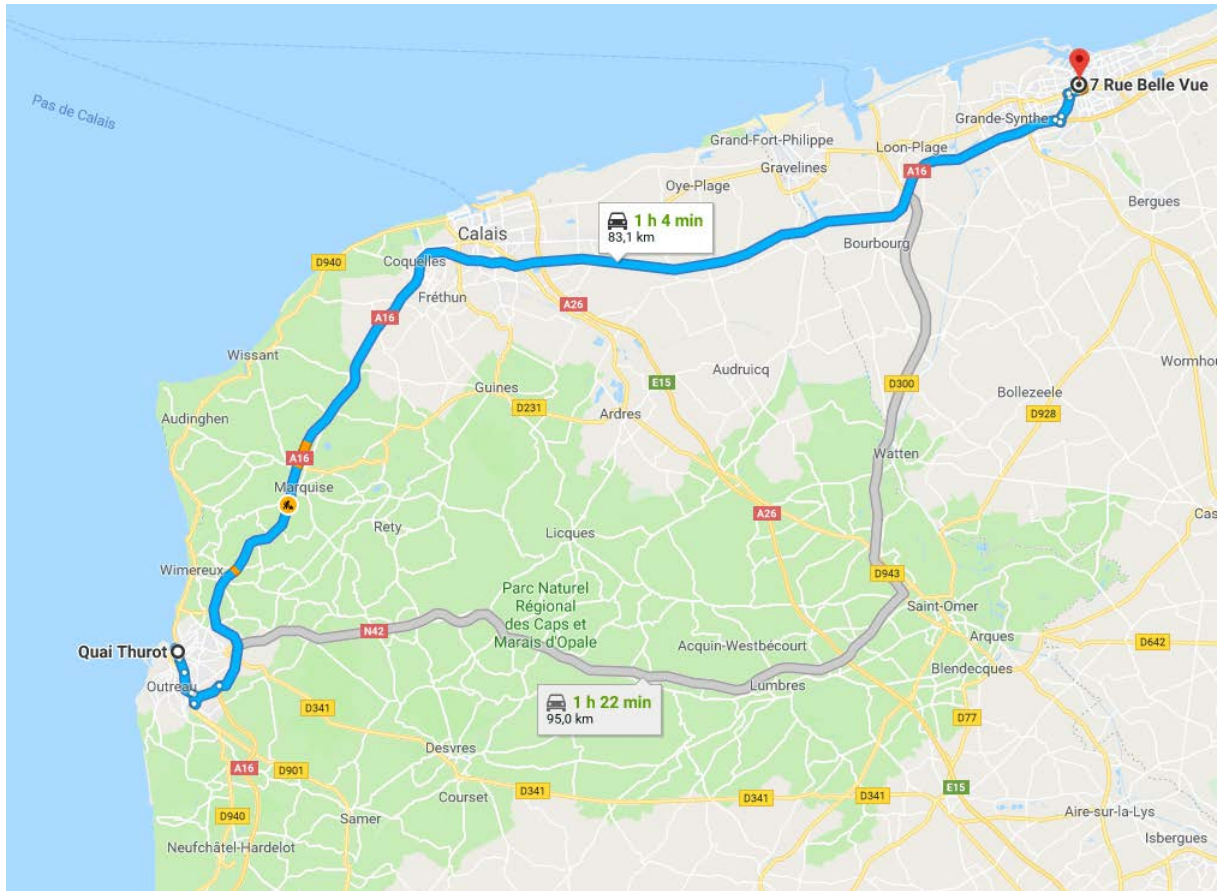 7 Rue Belle Vue
Pas de Calais
Grande-Synthe
Grand-Fort-Philippe
Loon-Plage
Gravelines
A16
Oye-Plage
Bergues
1 h 4 min
83,1 km
Calais
Bourbourg
D940
Coquelles
Fréthun
A26
A16
Wissant
Wormhou
Audruicq
E15
D300
Guînes
Bollezeele
D231
Ardres
D928
Audinghen
Watten
A16
Marquise
A26
Cas
Rety
Licques
Wimereux
D943
Parc Naturel
Régional
des Caps et
Marais d'Opale
Saint-Omer
N42
Arques
D642
Acquin-Westbécourt
Quai Thurot
Blendecques
Outreau
Lumbres
1 h 22 min
95,0 km
D341
D77
Desvres
A16
D901
E15
D341
D341
D341
Courset
Aire-sur-la-Lys
D940
Samer
Isbergues
Neufchâtel-Hardelot